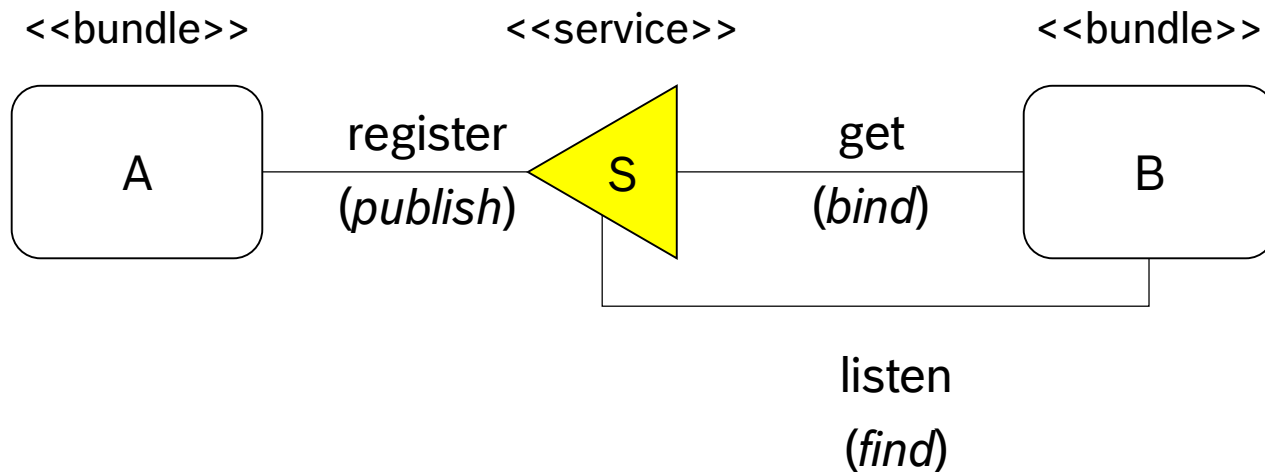 <<bundle>>
<<service>>
<<bundle>>
A
register
(publish)
S
get
(bind)
B
listen
(find)